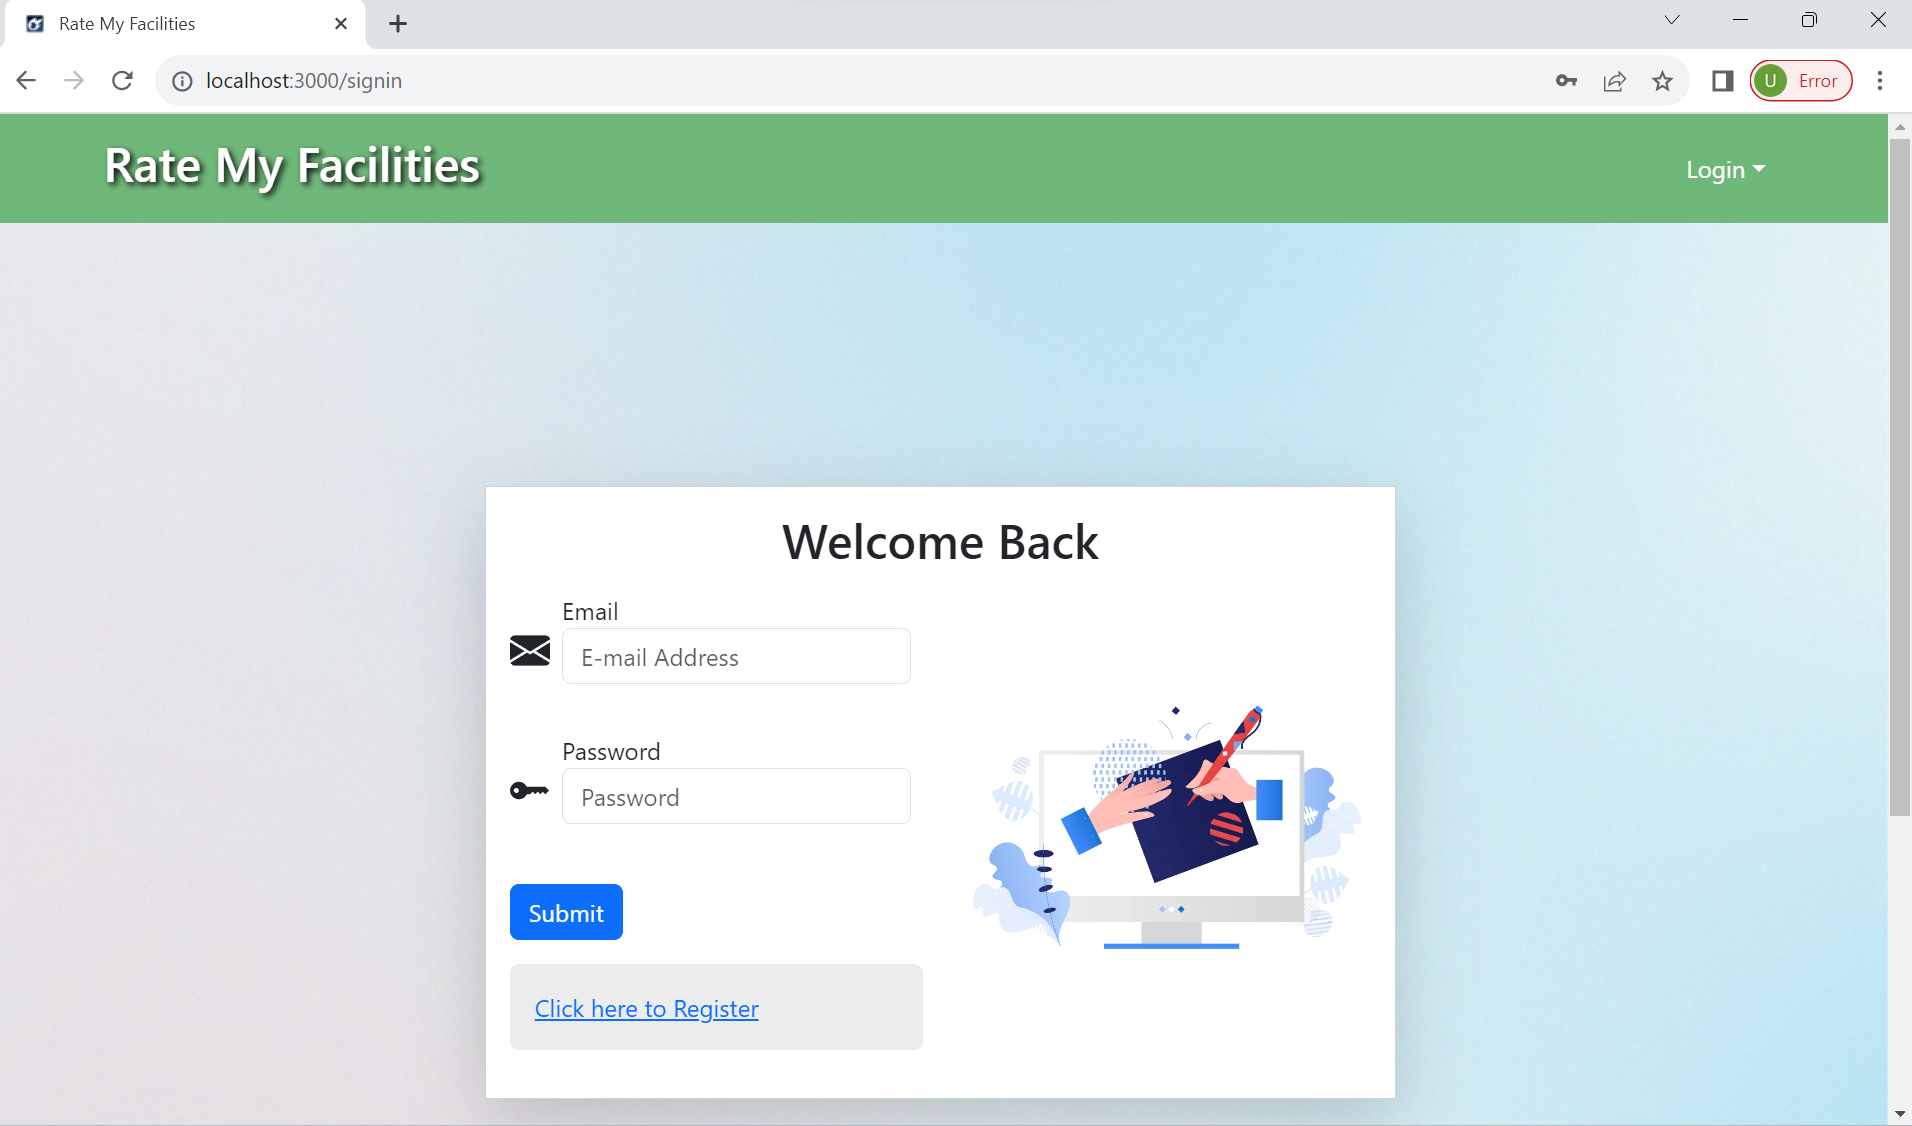 Rate My Facilities
localhost:3000/signin
U Error
Rate My Facilities
Login
Welcome Back
Email
E-mail Address
Password
Password
Submit
Click here to Register